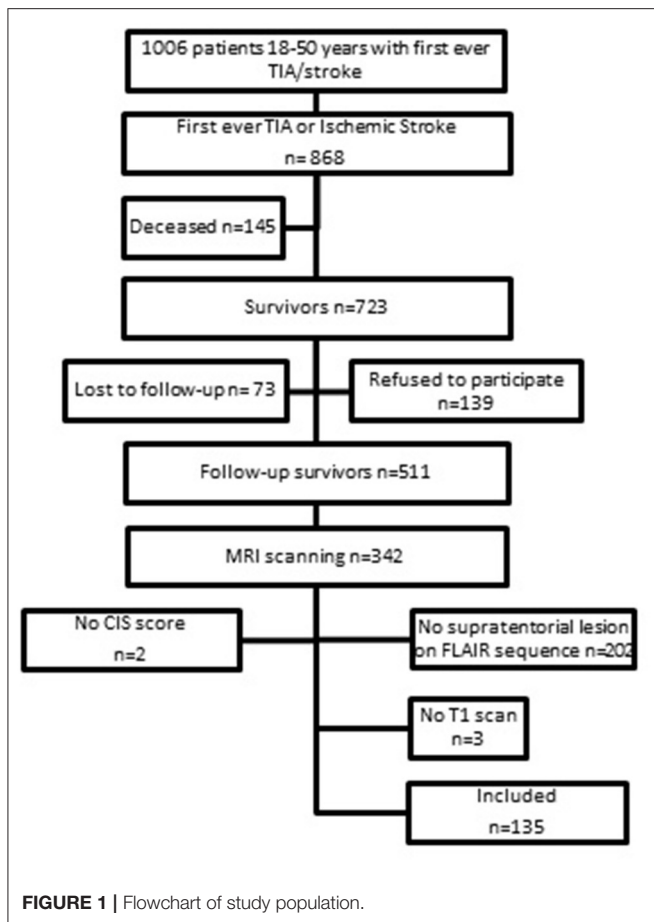 1006 patients 18-50 years with first ever
TIA/stroke
First ever TIA or Ischemic Stroke
n= 868
Deceased n=145
Survivors n=723
Lost to follow-up n= 73
Refused to participate
n=139
Follow-up survivors n=511
MRI scanning n=342
No CIS score
n=2
No supratentorial lesion
on FLAIR sequence n=202
No T1 scan
n=3
Included
n=135
FIGURE 1 | Flowchart of study population.